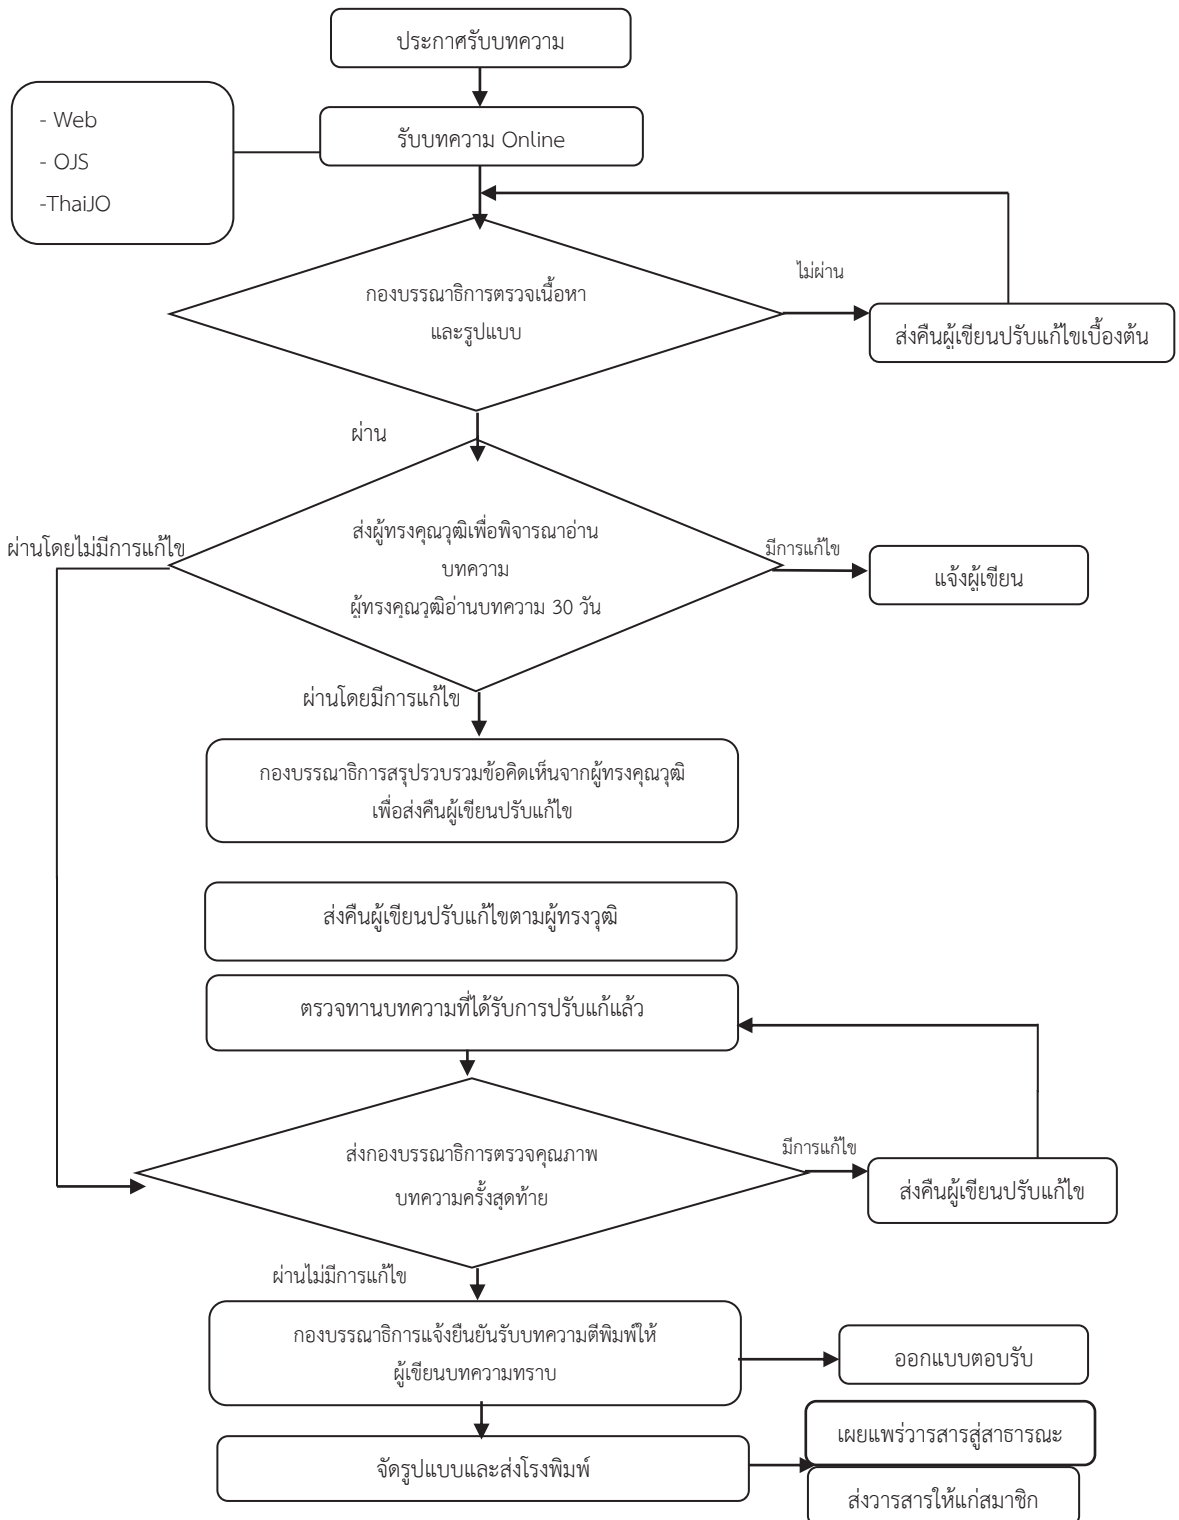 ประกาศรับบทความ
- Web
- OJS
-ThaiJO
รับบทความ Online
กองบรรณาธิการตรวจเนื้อหา
และรูปแบบ
ไม่ผ่าน
ส่งคืนผู้เขียนปรับแก้ไขเบื้องต้น
ผ่าน
ผ่านโดยไม่มีการแก้ไข
ส่งผู้ทรงคุณวุฒิเพื่อพิจารณาอ่าน
บทความ
ผู้ทรงคุณวุฒิอ่านบทความ 30 วัน
มีการแก้ไข
แจ้งผู้เขียน
ผ่านโดยมีการแก้ไข
กองบรรณาธิการสรุปรวบรวมข้อคิดเห็นจากผู้ทรงคุณวุฒิ
เพื่อส่งคืนผู้เขียนปรับแก้ไข
ส่งคืนผู้เขียนปรับแก้ไขตามผู้ทรงวุฒิ
ตรวจทานบทความที่ได้รับการปรับแก้แล้ว
ส่งกองบรรณาธิการตรวจคุณภาพ
บทความครั้งสุดท้าย
มีการแก้ไข
ส่งคืนผู้เขียนปรับแก้ไข
ผ่านไม่มีการแก้ไข
กองบรรณาธิการแจ้งยืนยันรับบทความตีพิมพ์ให้
ผู้เขียนบทความทราบ
ออกแบบตอบรับ
จัดรูปแบบและส่งโรงพิมพ์
เผยแพร่วารสารสู่สาธารณะ
ส่งวารสารให้แก่สมาชิก